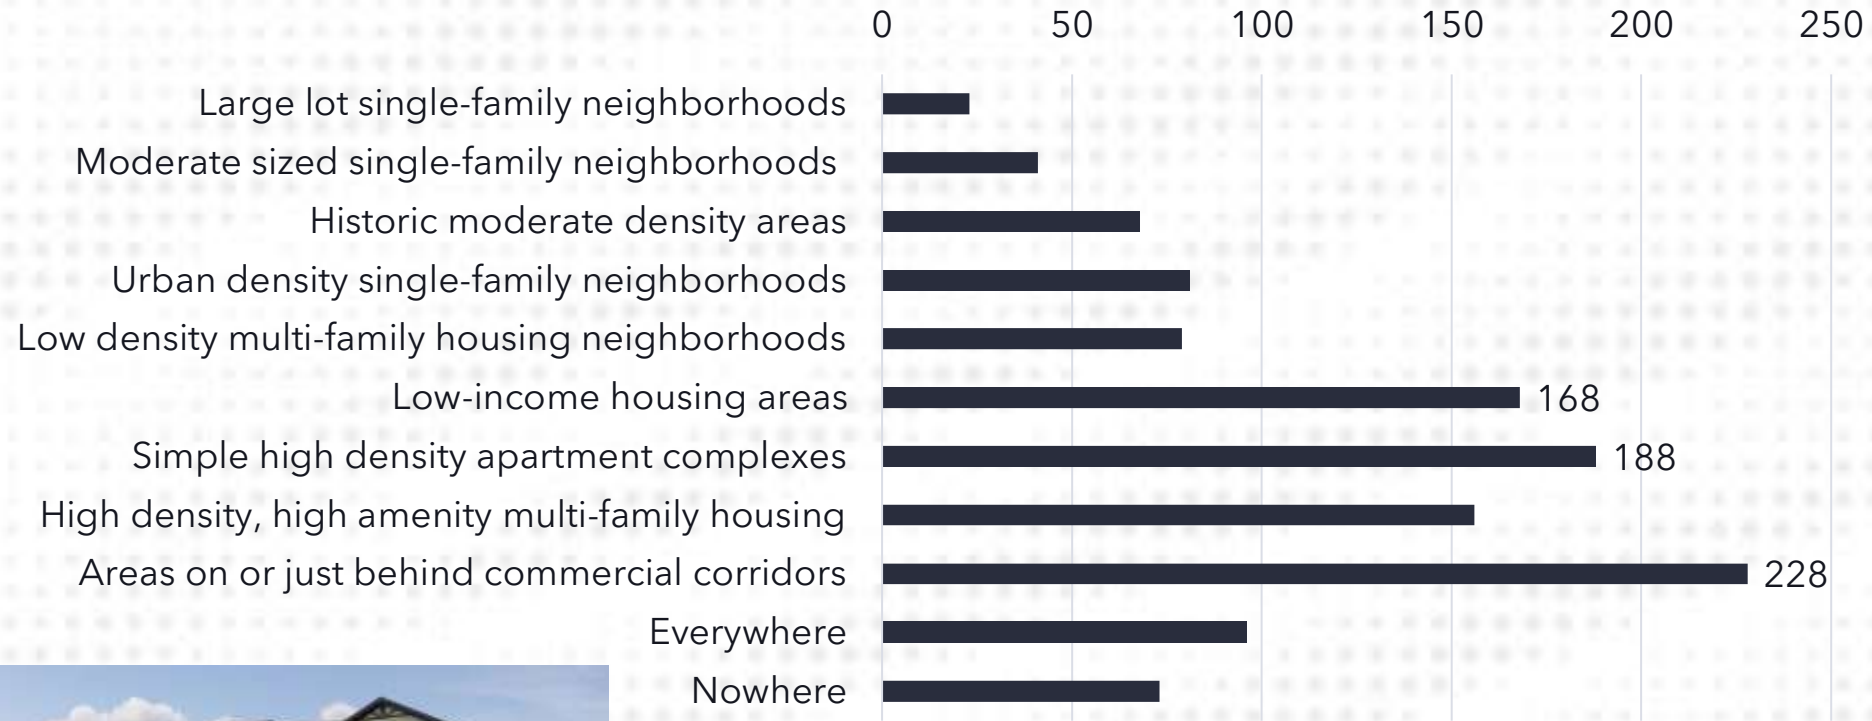 0 50 100 150 200 250
Large lot single-family neighborhoods
Moderate sized single-family neighborhoods
Historic moderate density areas
Urban density single-family neighborhoods
Low density multi-family housing neighborhoods
Low-income housing areas 168
Simple high density apartment complexes 188
High density, high amenity multi-family housing
Areas on or just behind commercial corridors 228
Everywhere
Nowhere